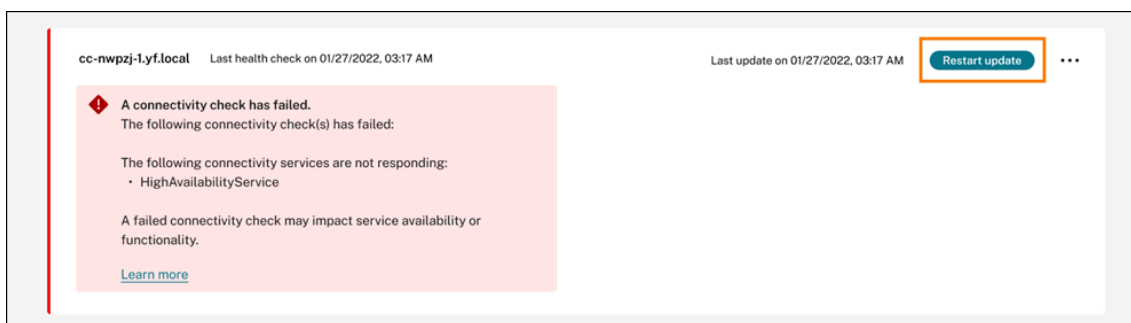 cc-nwpzj-1.yf.local Last health check on 01/27/2022, 03:17 AM Last update on 01/27/2022, 03:17 AM Restart update
A connectivity check has failed.
The following connectivity check(s) has failed:
The following connectivity services are not responding:
• HighAvailabilityService
A failed connectivity check may impact service availability or
functionality.
Learn more